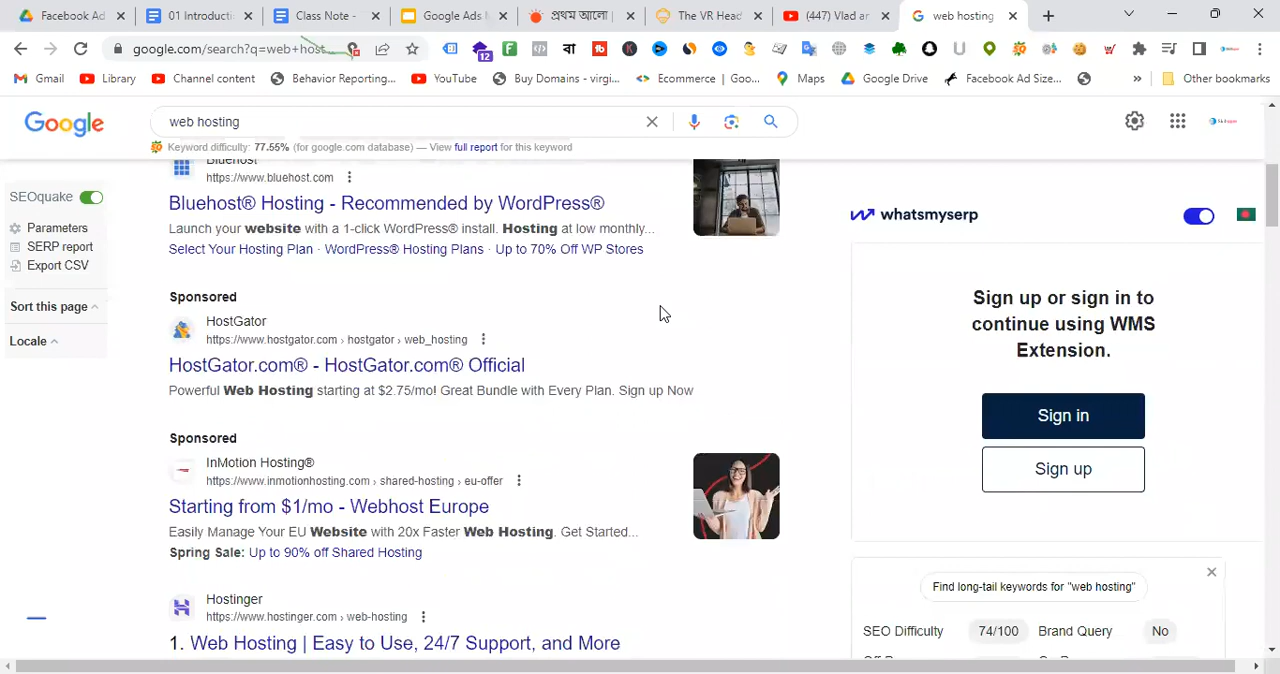 Facebook Ad
01 Introducti
Class Note -
Google Ads M
প্রথম আলো |
The VR Head
(447) Vlad ar
web hosting
google.com/search?q=web+host
12
বা
Gmail
Library
Channel content
Behavior Reporting...
YouTube
Buy Domains - virgi...
Ecommerce | Goo...
Maps
Google Drive
Facebook Ad Size...
»
Other bookmarks
Google
web hosting
Keyword difficulty: 77.55% (for google.com database) — View full report for this keyword
SEOquake
Parameters
SERP report
Export CSV
Sort this page
Locale
Bluehost
https://www.bluehost.com
Bluehost® Hosting - Recommended by WordPress®
Launch your website with a 1-click WordPress® install. Hosting at low monthly...
Select Your Hosting Plan · WordPress® Hosting Plans · Up to 70% Off WP Stores
Sponsored
HostGator
https://www.hostgator.com › hostgator › web_hosting
HostGator.com® - HostGator.com® Official
Powerful Web Hosting starting at $2.75/mo! Great Bundle with Every Plan. Sign up Now
Sponsored
InMotion Hosting®
https://www.inmotionhosting.com › shared-hosting › eu-offer
Starting from $1/mo - Webhost Europe
Easily Manage Your EU Website with 20x Faster Web Hosting. Get Started...
Spring Sale: Up to 90% off Shared Hosting
Hostinger
https://www.hostinger.com › web-hosting
1. Web Hosting | Easy to Use, 24/7 Support, and More
whatsmyserp
Sign up or sign in to
continue using WMS
Extension.
Sign in
Sign up
Find long-tail keywords for "web hosting"
SEO Difficulty 74/100 Brand Query No